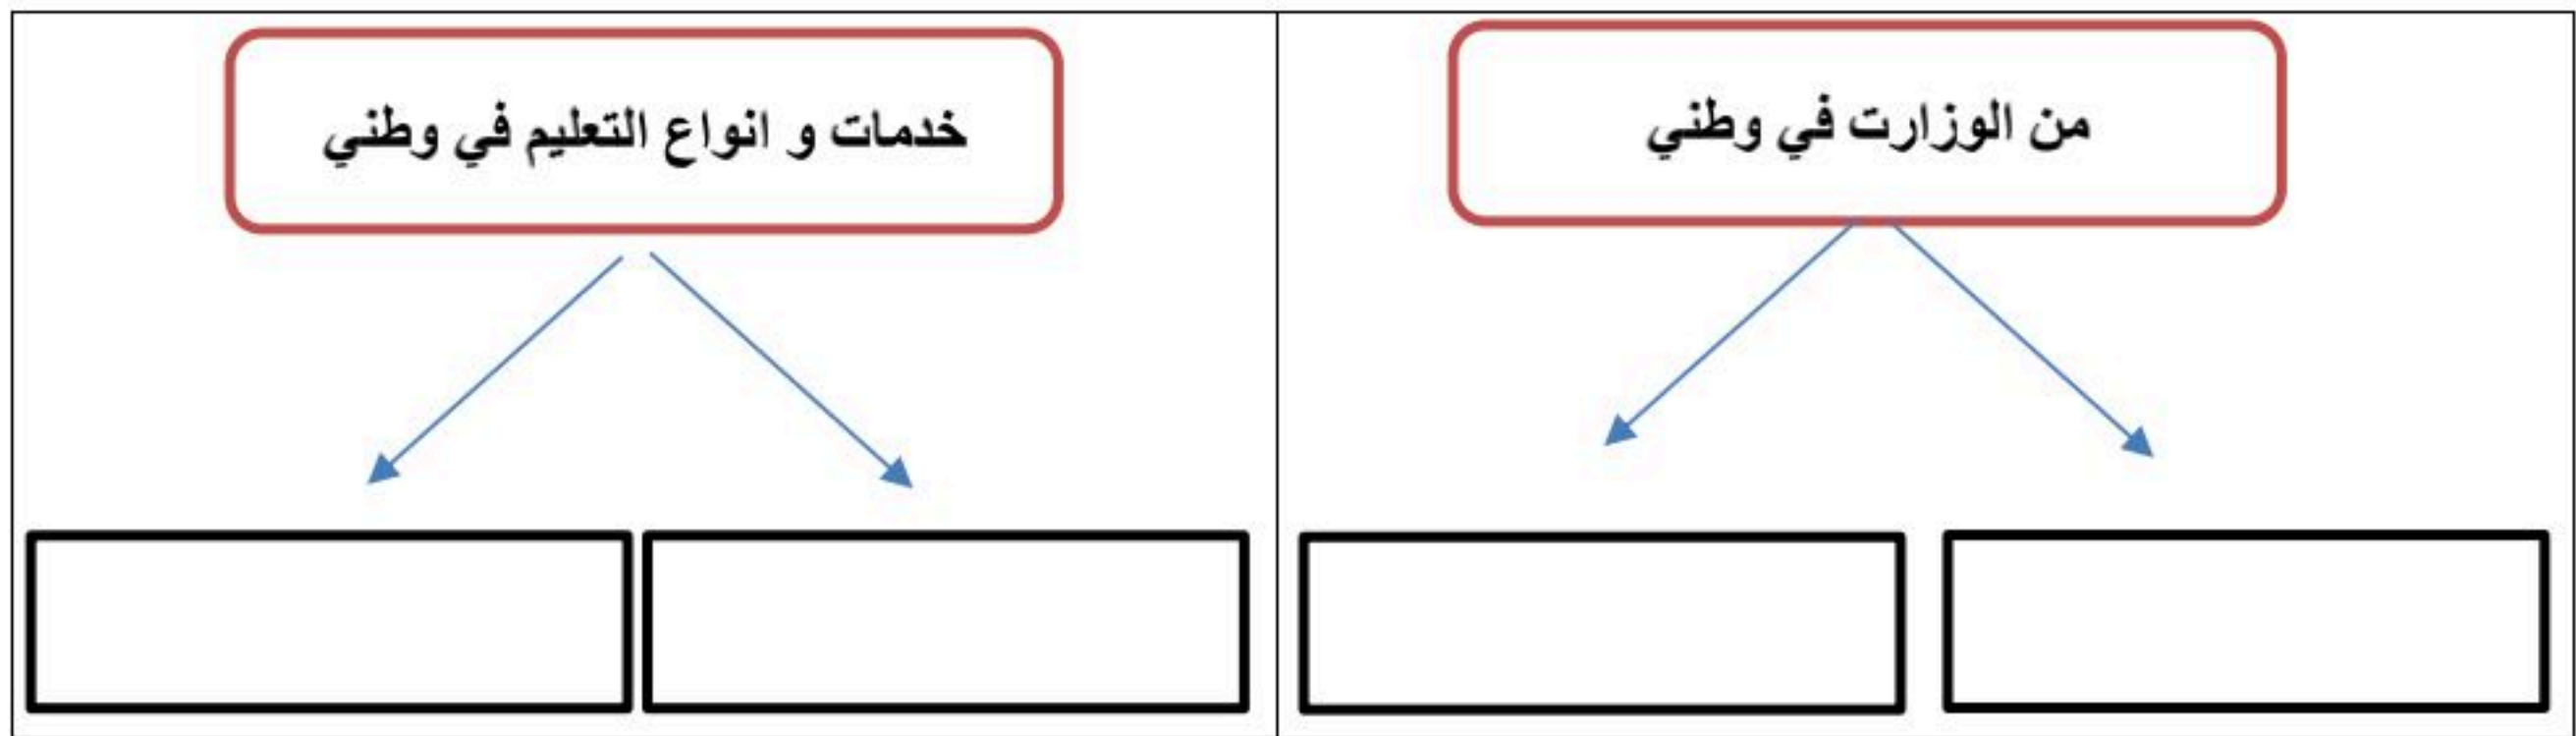 من الوزارت في وطني
خدمات و انواع التعليم في وطني